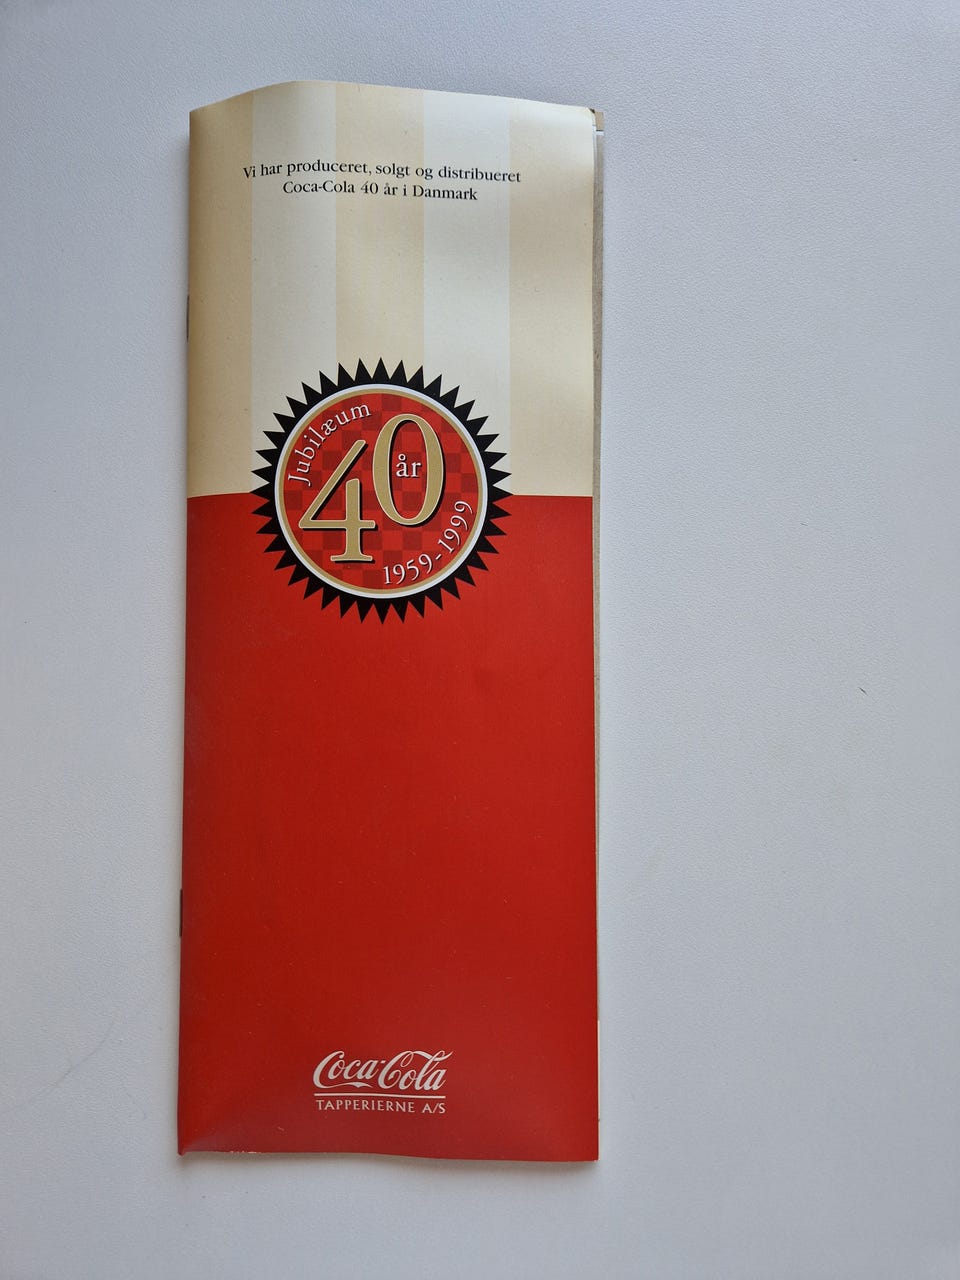 Vi har produceret, solgt og distribueret
Coca-Cola 40 år i Danmark
Jubilæum
40
år
1959-1999
Coca-Cola
TAPPERIERNE A/S